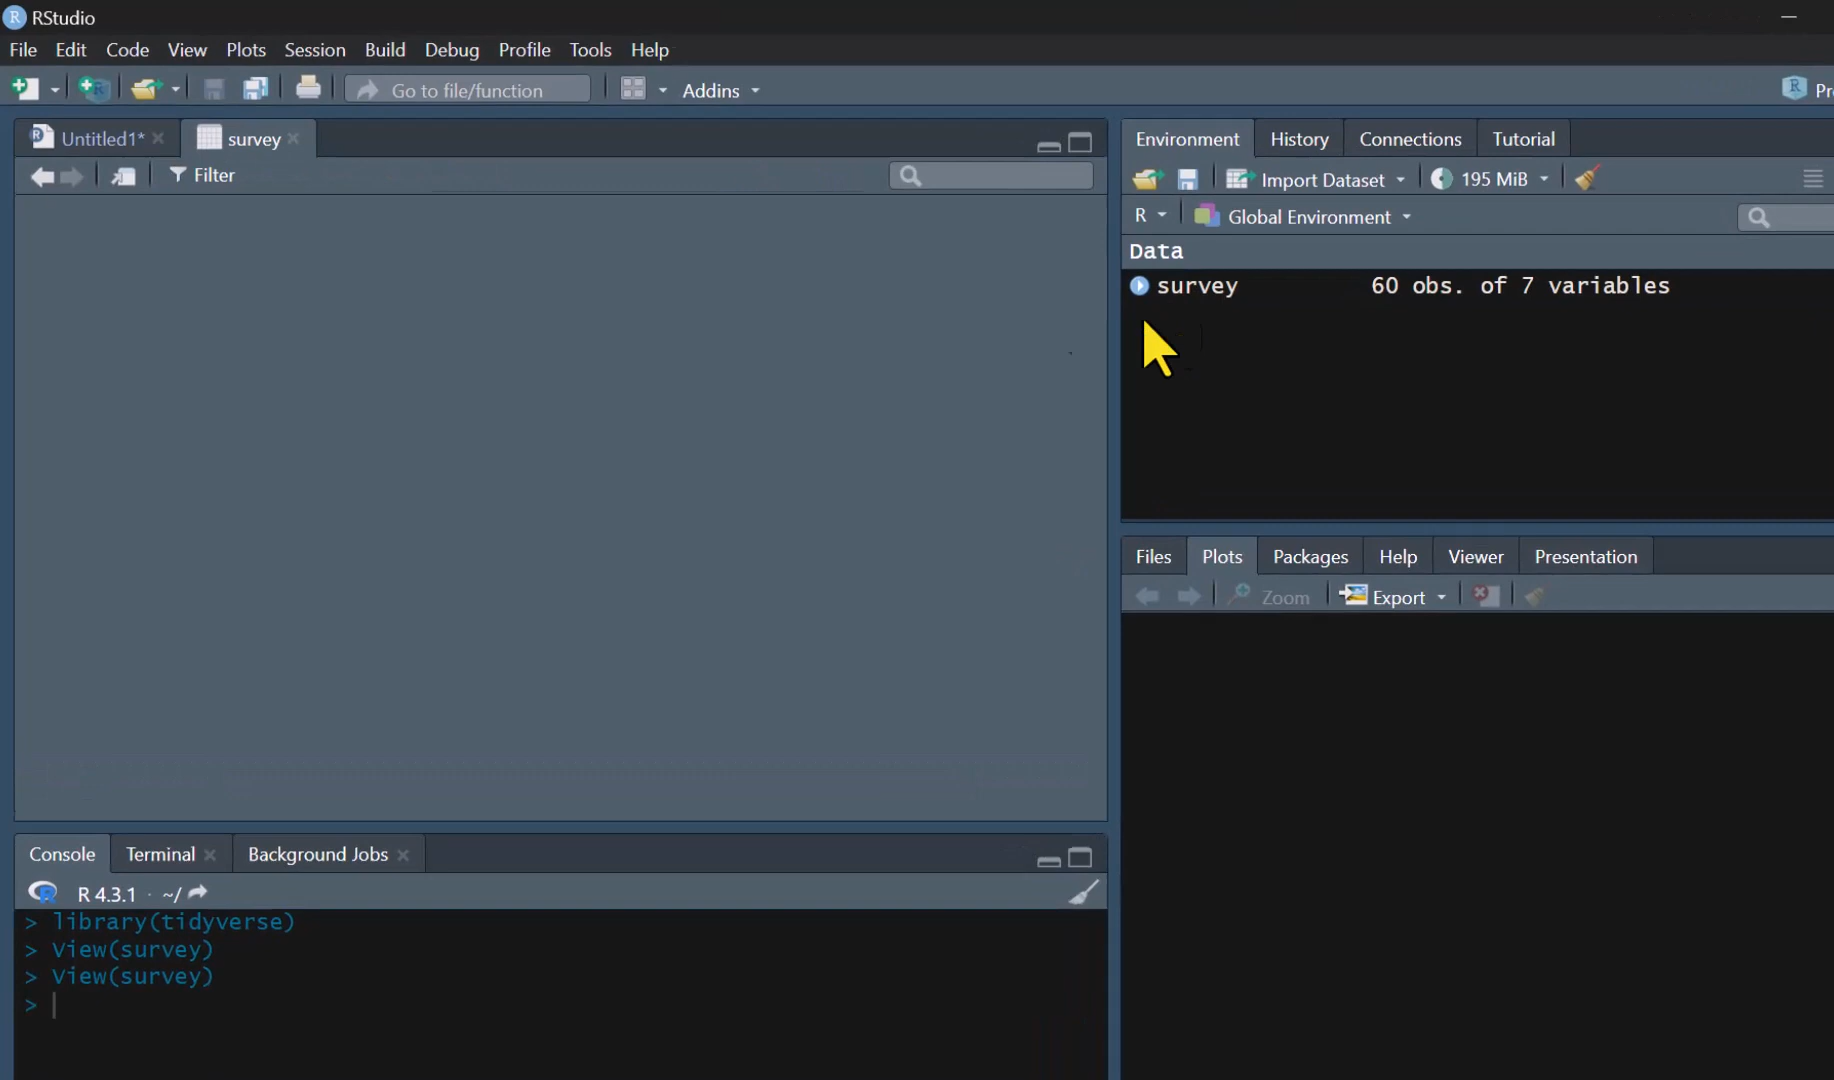 RStudio
File Edit Code View Plots Session Build Debug Profile Tools Help
Go to file/function Addins
Untitled1* survey
Filter
Environment History Connections Tutorial
Import Dataset 195 MiB
R Global Environment
Data
survey 60 obs. of 7 variables
Files Plots Packages Help Viewer Presentation
Zoom Export
Console Terminal Background Jobs
R 4.3.1 · ~/
> library(tidyverse)
> View(survey)
> View(survey)
>